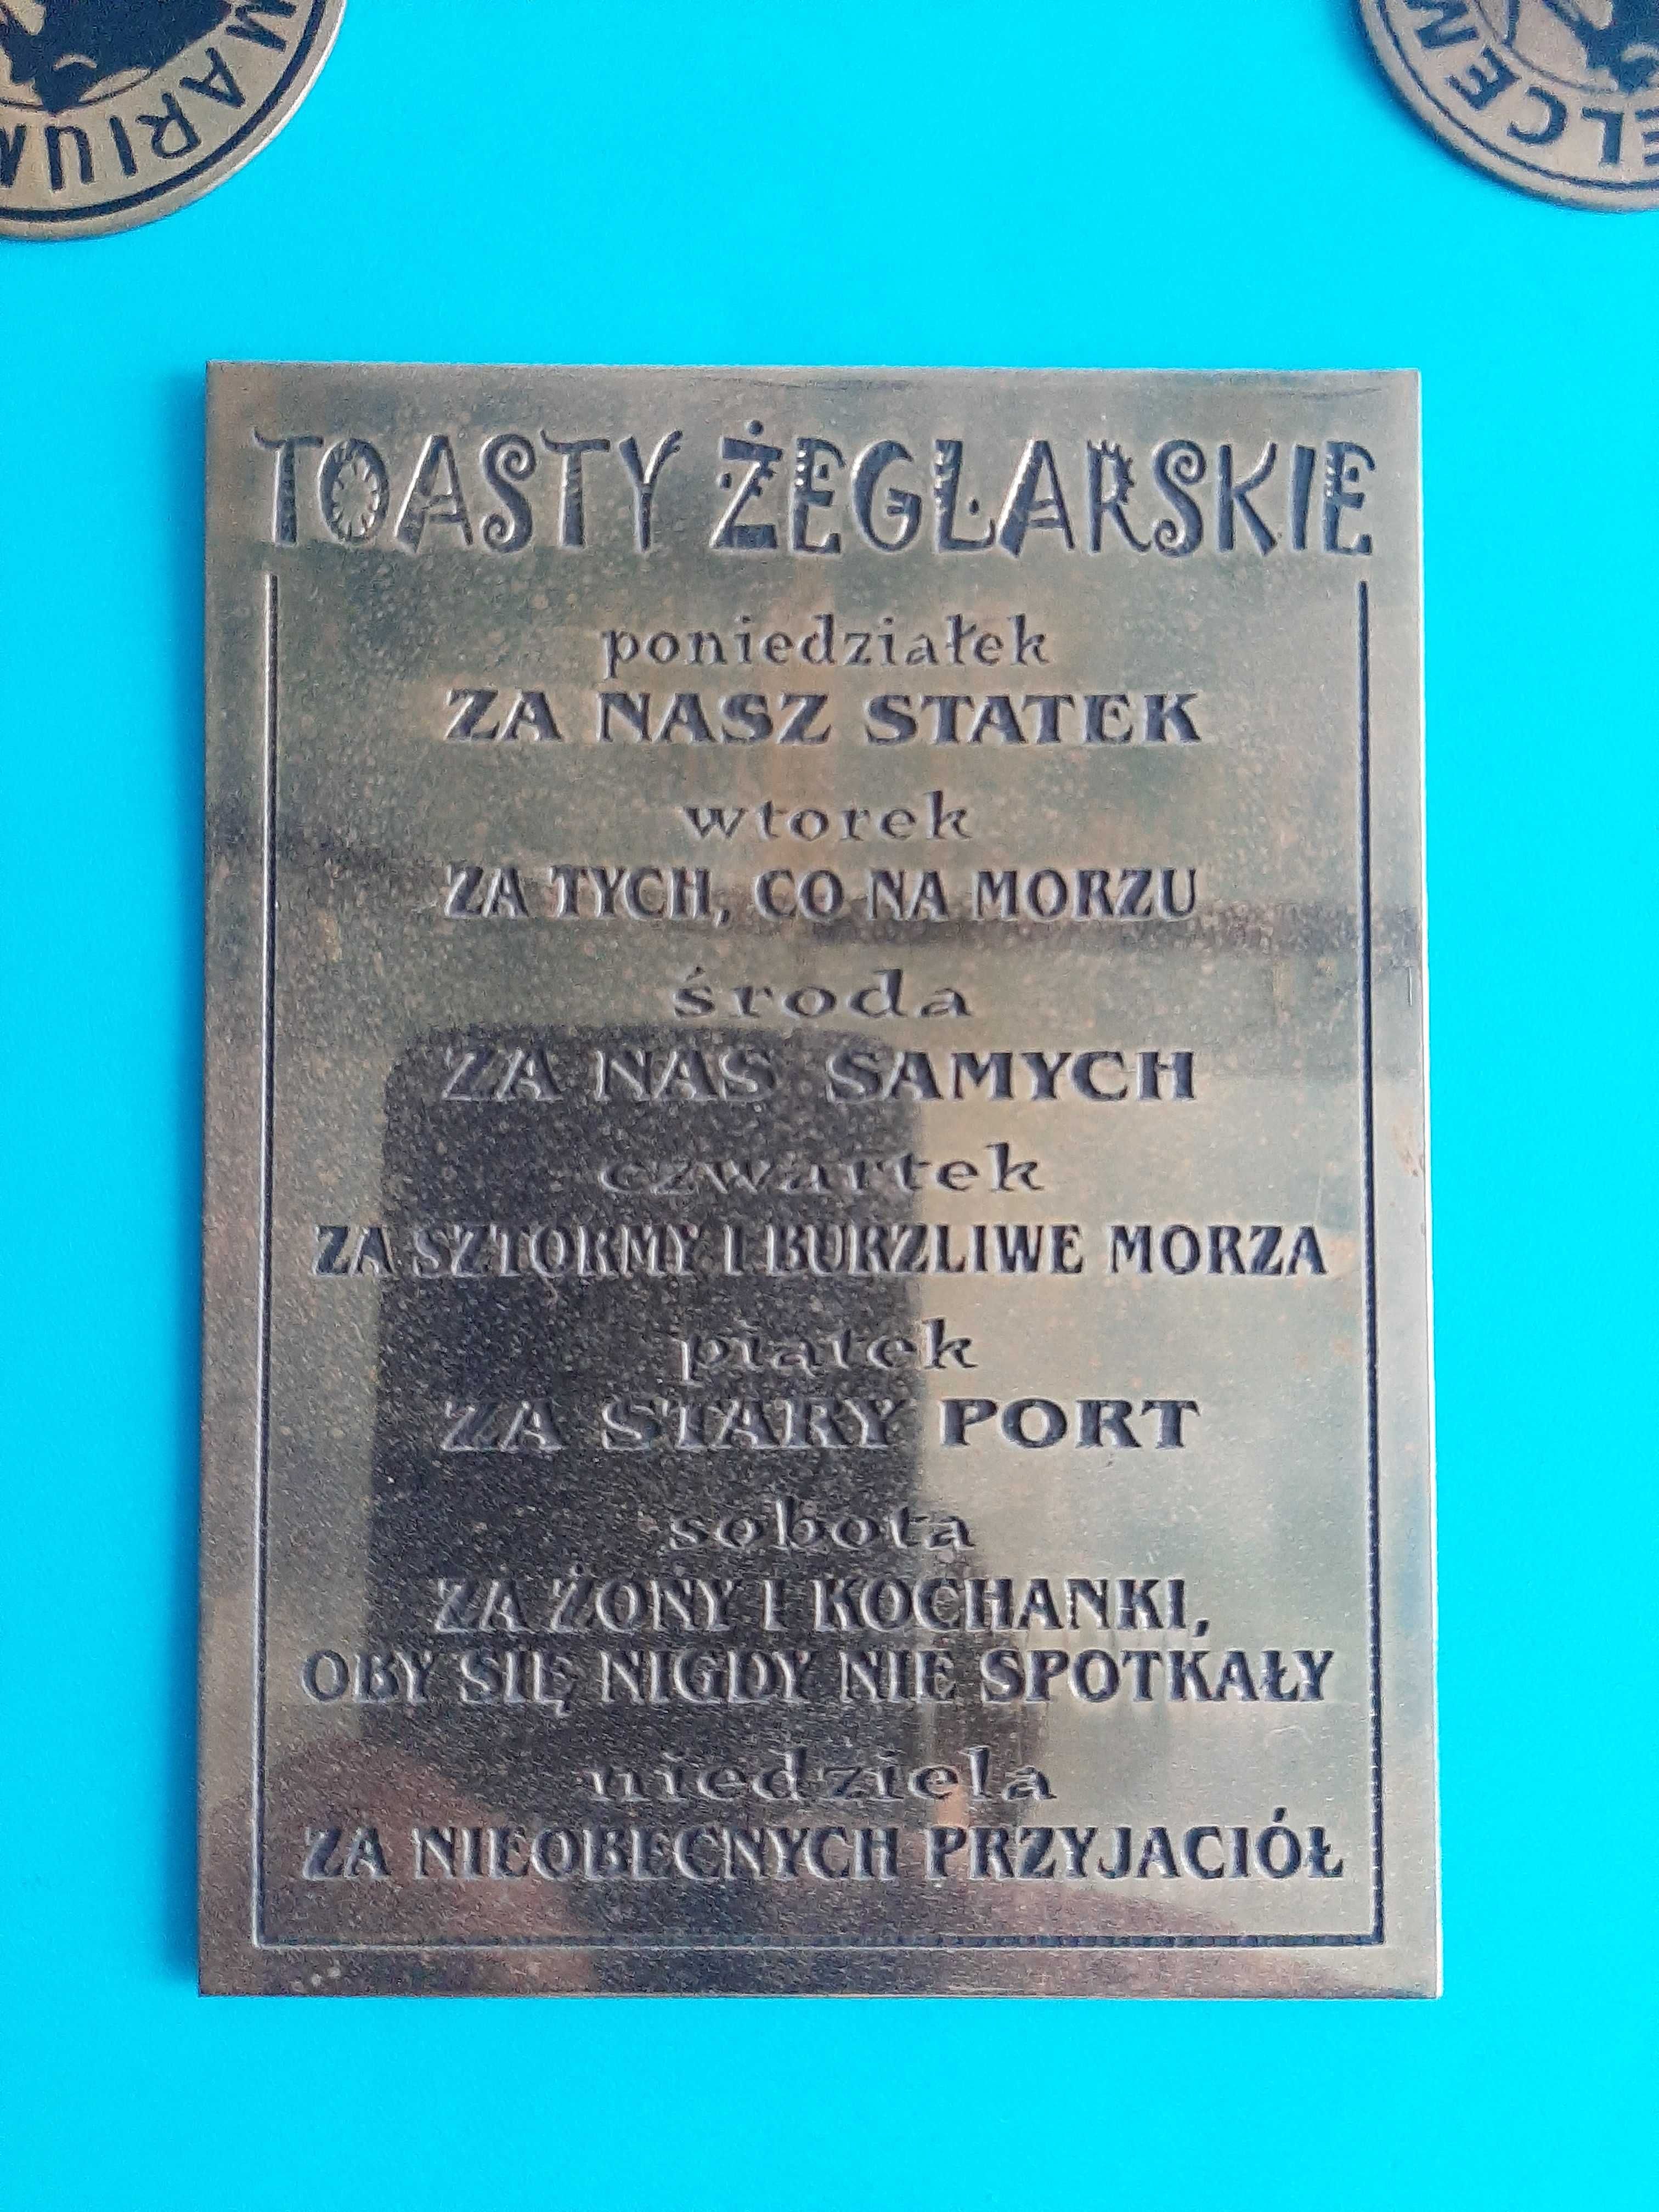 MARIUM
ELCEM
TOASTY ŻEGLARSKIE
poniedziałek
ZA NASZ STATEK
wtorek
ZA TYCH, CO NA MORZU
środa
ZA NAS SAMYCH
czwartek
ZA SZTORMY I BURZLIWE MORZA
piątek
ZA STARY PORT
sobota
ZA ŻONY I KOCHANKI,
OBY SIĘ NIGDY NIE SPOTKAŁY
niedziela
ZA NIEOBECNYCH PRZYJACIÓŁ